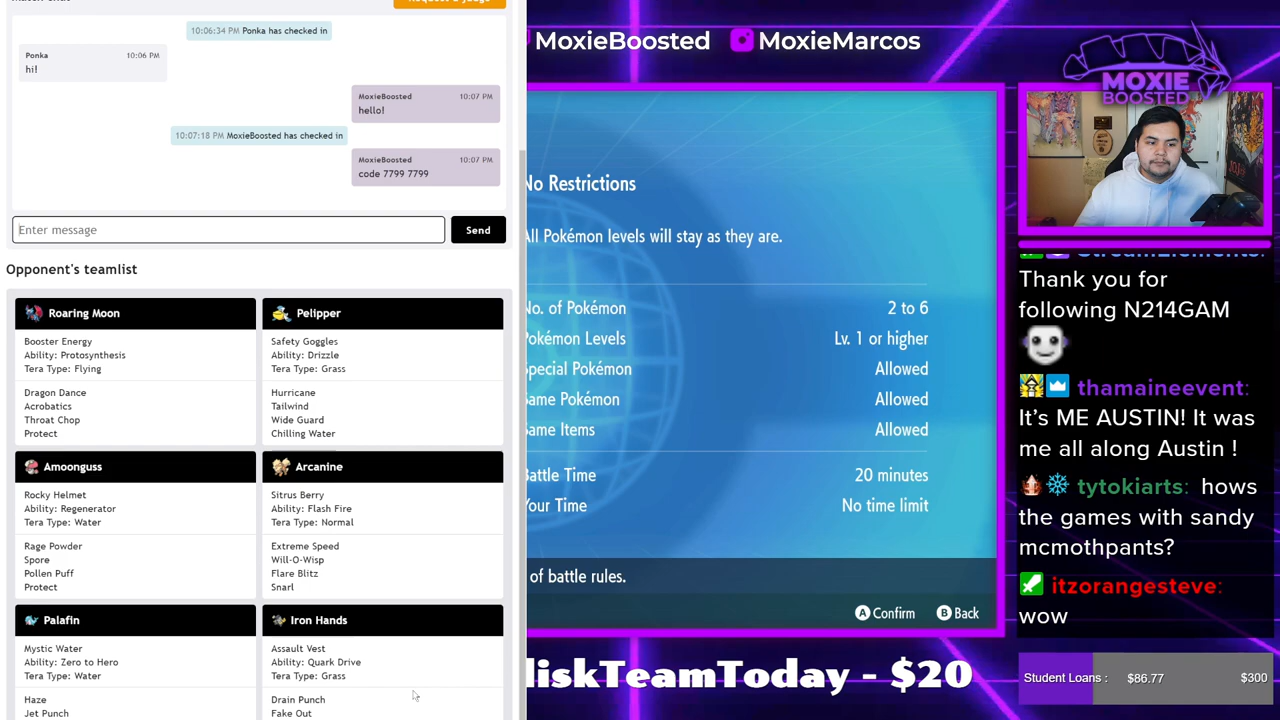 Request a judge
10:06:34 PM Ponka has checked in
Ponka 10:06 PM
hi!
MoxieBoosted 10:07 PM
hello!
10:07:18 PM MoxieBoosted has checked in
MoxieBoosted 10:07 PM
code 7799 7799
Enter message
Send
Opponent's teamlist
Roaring Moon
Booster Energy
Ability: Protosynthesis
Tera Type: Flying
Dragon Dance
Acrobatics
Throat Chop
Protect
Pelipper
Safety Goggles
Ability: Drizzle
Tera Type: Grass
Hurricane
Tailwind
Wide Guard
Chilling Water
Amoonguss
Rocky Helmet
Ability: Regenerator
Tera Type: Water
Rage Powder
Spore
Pollen Puff
Protect
Arcanine
Sitrus Berry
Ability: Flash Fire
Tera Type: Normal
Extreme Speed
Will-O-Wisp
Flare Blitz
Snarl
Palafin
Mystic Water
Ability: Zero to Hero
Tera Type: Water
Haze
Jet Punch
Iron Hands
Assault Vest
Ability: Quark Drive
Tera Type: Grass
Drain Punch
Fake Out
MoxieBoosted MoxieMarcos
No Restrictions
All Pokémon levels will stay as they are.
No. of Pokémon 2 to 6
Pokémon Levels Lv. 1 or higher
Special Pokémon Allowed
Same Pokémon Allowed
Same Items Allowed
Battle Time 20 minutes
Your Time No time limit
of battle rules.
A Confirm B Back
iskTeamToday - $20
MOXIE
BOOSTED
StreamElements:
Thank you for
following N214GAM
thamaineevent:
It's ME AUSTIN! It was
me all along Austin !
tytokiarts: hows
the games with sandy
mcmothpants?
itzorangesteve:
wow
Student Loans : $86.77 $300